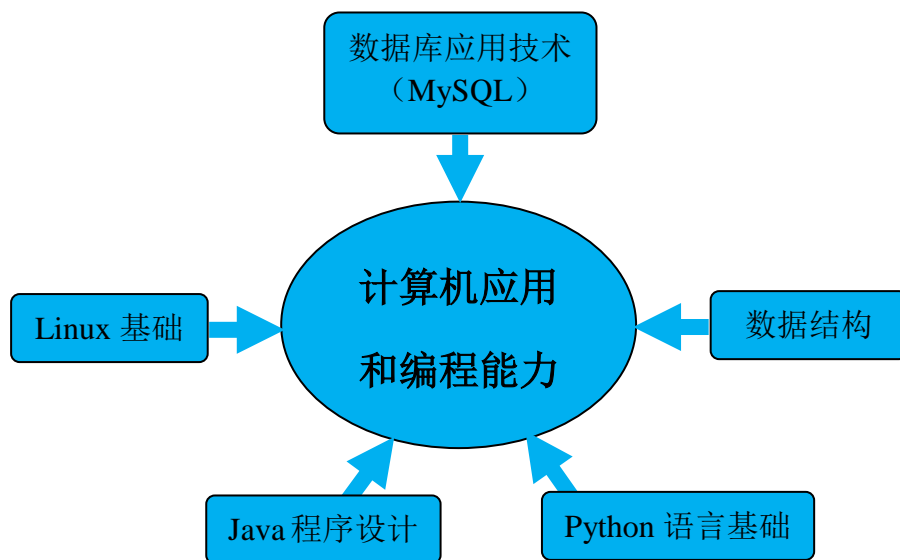 数据库应用技术
（MySQL）
计算机应用
和编程能力
Linux 基础
数据结构
Java 程序设计
Python 语言基础